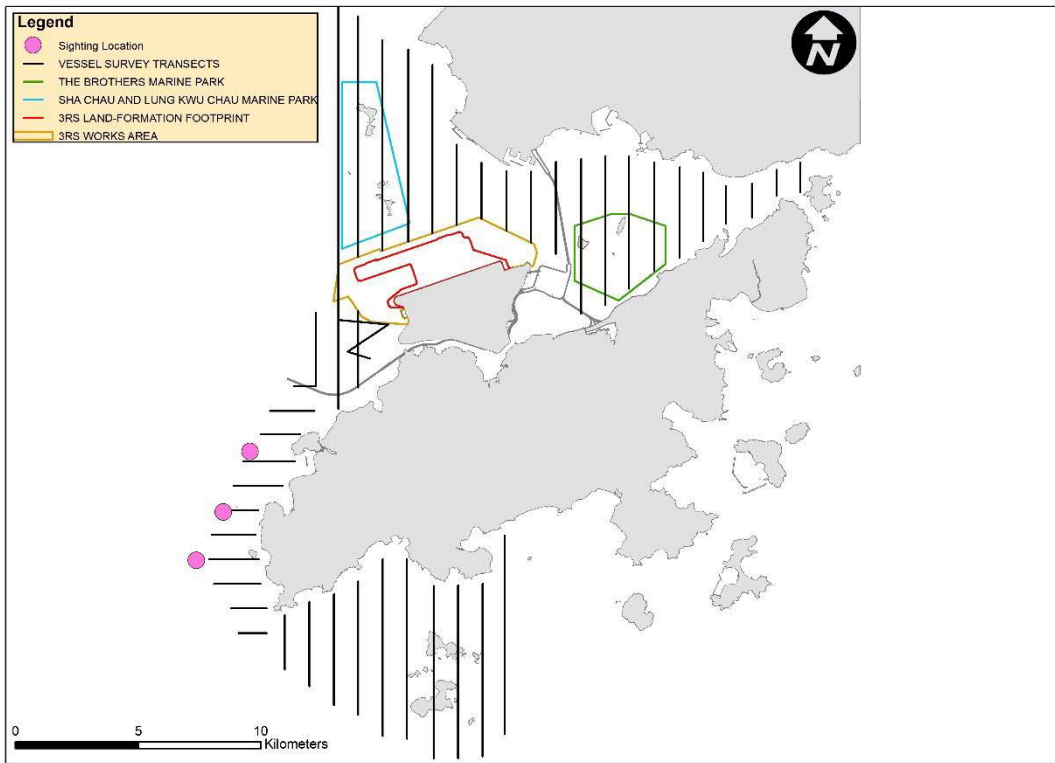 Legend
Sighting Location
VESSEL SURVEY TRANSECTS
THE BROTHERS MARINE PARK
SHA CHAU AND LUNG KWU CHAU MARINE PARK
3RS LAND-FORMATION FOOTPRINT
3RS WORKS AREA
N
0 5 10
Kilometers